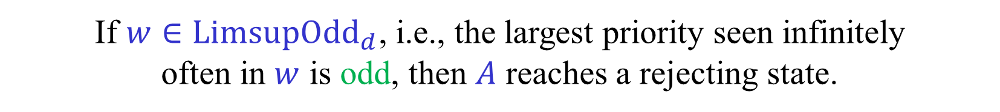 If w ∈ LimsupOdd_d, i.e., the largest priority seen infinitely
often in w is odd, then A reaches a rejecting state.